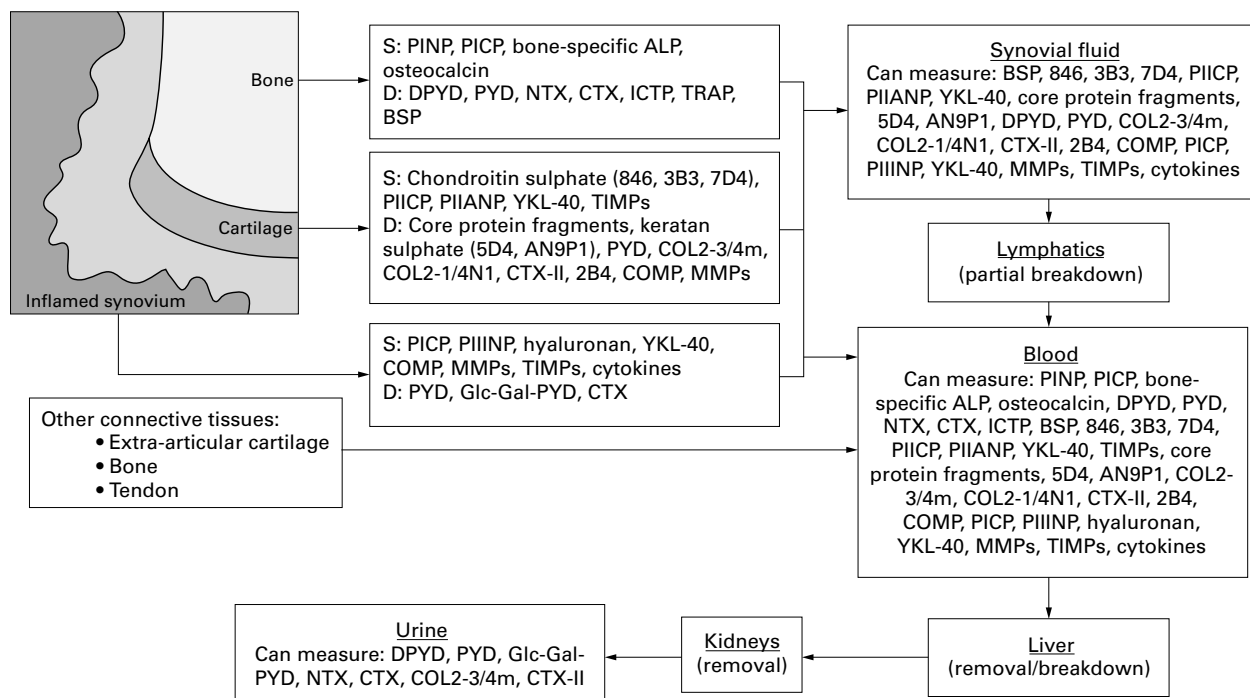 Bone
Cartilage
Inflamed synovium
S: PINP, PICP, bone-specific ALP,
osteocalcin
D: DPYD, PYD, NTX, CTX, ICTP, TRAP,
BSP
S: Chondroitin sulphate (846, 3B3, 7D4),
PIICP, PIIANP, YKL-40, TIMPs
D: Core protein fragments, keratan
sulphate (5D4, AN9P1), PYD, COL2-3/4m,
COL2-1/4N1, CTX-II, 2B4, COMP, MMPs
S: PICP, PIIINP, hyaluronan, YKL-40,
COMP, MMPs, TIMPs, cytokines
D: PYD, Glc-Gal-PYD, CTX
Other connective tissues:
• Extra-articular cartilage
• Bone
• Tendon
Synovial fluid
Can measure: BSP, 846, 3B3, 7D4, PIICP,
PIIANP, YKL-40, core protein fragments,
5D4, AN9P1, DPYD, PYD, COL2-3/4m,
COL2-1/4N1, CTX-II, 2B4, COMP, PICP,
PIIINP, YKL-40, MMPs, TIMPs, cytokines
Lymphatics
(partial breakdown)
Blood
Can measure: PINP, PICP, bone-
specific ALP, osteocalcin, DPYD, PYD,
NTX, CTX, ICTP, BSP, 846, 3B3, 7D4,
PIICP, PIIANP, YKL-40, TIMPs, core
protein fragments, 5D4, AN9P1, COL2-
3/4m, COL2-1/4N1, CTX-II, 2B4,
COMP, PICP, PIIINP, hyaluronan,
YKL-40, MMPs, TIMPs, cytokines
Liver
(removal/breakdown)
Kidneys
(removal)
Urine
Can measure: DPYD, PYD, Glc-Gal-
PYD, NTX, CTX, COL2-3/4m, CTX-II